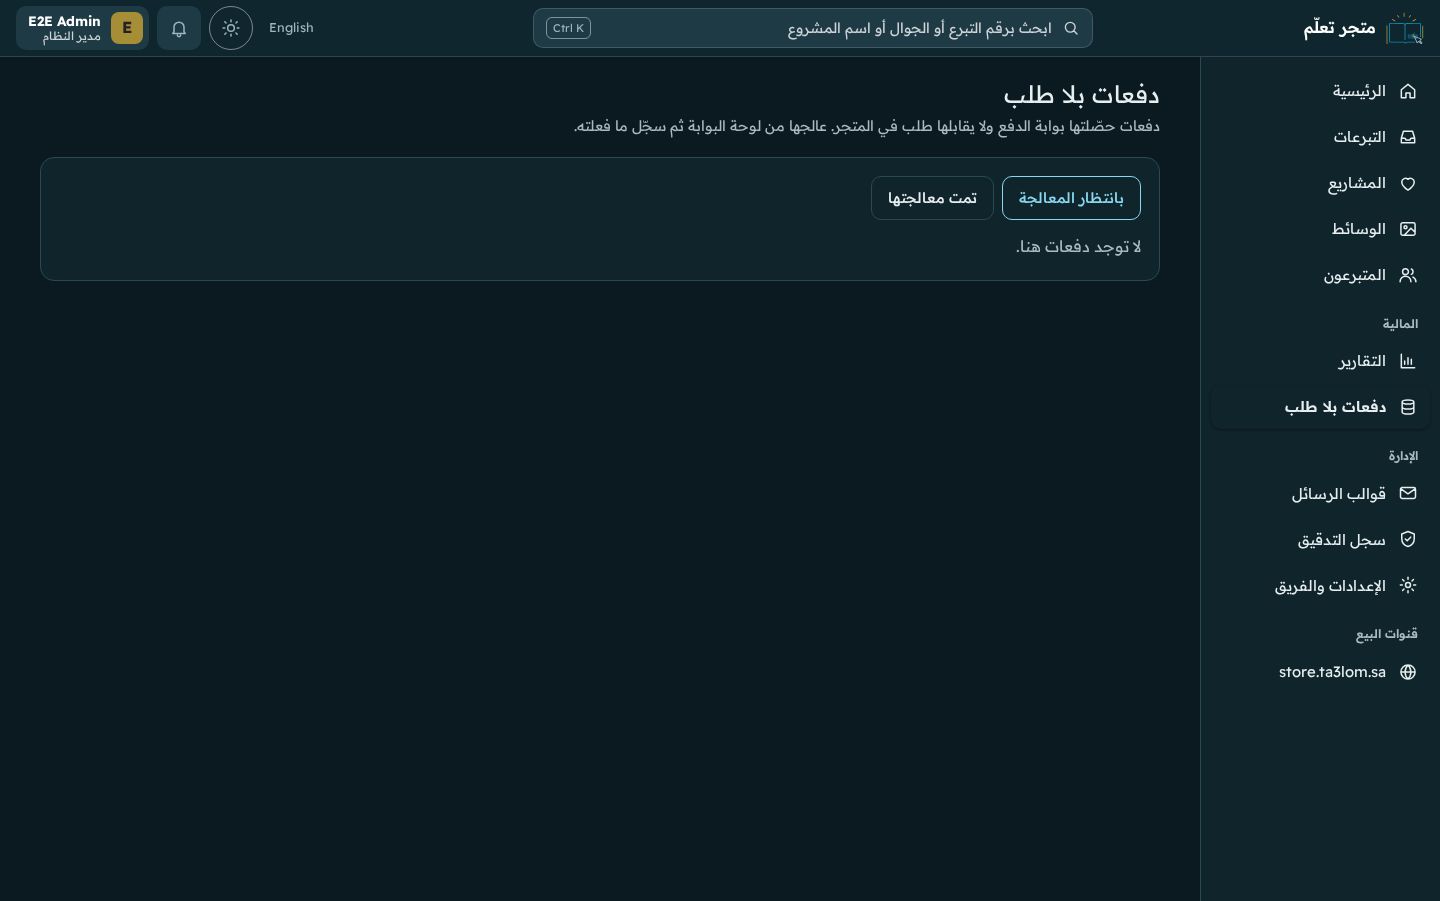 متجر تعلّم
ابحث برقم التبرع أو الجوال أو اسم المشروع
Ctrl K
English
E
E2E Admin
مدير النظام
الرئيسية
التبرعات
المشاريع
الوسائط
المتبرعون
المالية
التقارير
دفعات بلا طلب
الإدارة
قوالب الرسائل
سجل التدقيق
الإعدادات والفريق
قنوات البيع
store.ta3lom.sa
دفعات بلا طلب
دفعات حصّلتها بوابة الدفع ولا يقابلها طلب في المتجر. عالجها من لوحة البوابة ثم سجّل ما فعلته.
بانتظار المعالجة
تمت معالجتها
لا توجد دفعات هنا.